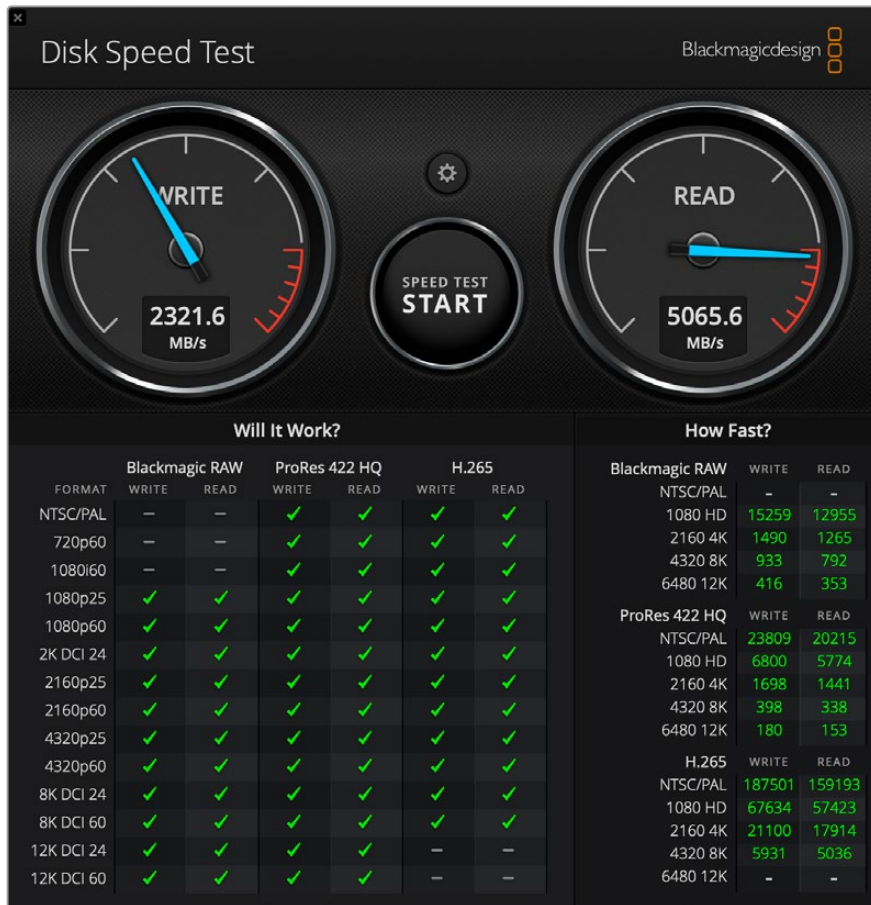 Disk Speed Test
Blackmagicdesign
WRITE
2321.6
MB/s
SPEED TEST
START
READ
5065.6
MB/s
Will It Work?
Blackmagic RAW ProRes 422 HQ H.265
FORMAT WRITE READ WRITE READ WRITE READ
NTSC/PAL – – ✓ ✓ ✓ ✓
720p60 – – ✓ ✓ ✓ ✓
1080i60 – – ✓ ✓ ✓ ✓
1080p25 ✓ ✓ ✓ ✓ ✓ ✓
1080p60 ✓ ✓ ✓ ✓ ✓ ✓
2K DCI 24 ✓ ✓ ✓ ✓ ✓ ✓
2160p25 ✓ ✓ ✓ ✓ ✓ ✓
2160p60 ✓ ✓ ✓ ✓ ✓ ✓
4320p25 ✓ ✓ ✓ ✓ ✓ ✓
4320p60 ✓ ✓ ✓ ✓ ✓ ✓
8K DCI 24 ✓ ✓ ✓ ✓ ✓ ✓
8K DCI 60 ✓ ✓ ✓ ✓ ✓ ✓
12K DCI 24 ✓ ✓ ✓ ✓ – –
12K DCI 60 ✓ ✓ ✓ ✓ – –
How Fast?
Blackmagic RAW WRITE READ
NTSC/PAL - -
1080 HD 15259 12955
2160 4K 1490 1265
4320 8K 933 792
6480 12K 416 353
ProRes 422 HQ WRITE READ
NTSC/PAL 23809 20215
1080 HD 6800 5774
2160 4K 1698 1441
4320 8K 398 338
6480 12K 180 153
H.265 WRITE READ
NTSC/PAL 187501 159193
1080 HD 67634 57423
2160 4K 21100 17914
4320 8K 5931 5036
6480 12K - -